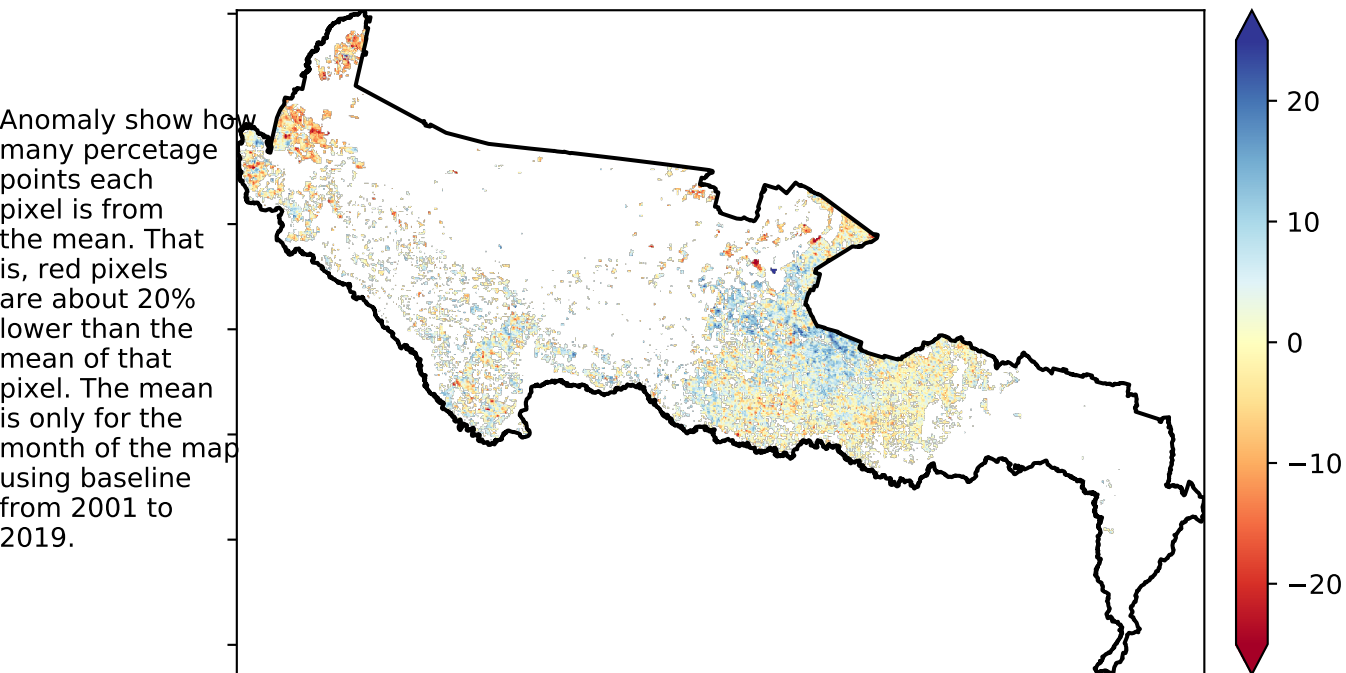 Anomaly show how
many percetage
points each
pixel is from
the mean. That
is, red pixels
are about 20%
lower than the
mean of that
pixel. The mean
is only for the
month of the map
using baseline
from 2001 to
2019.
20
10
0
−10
−20